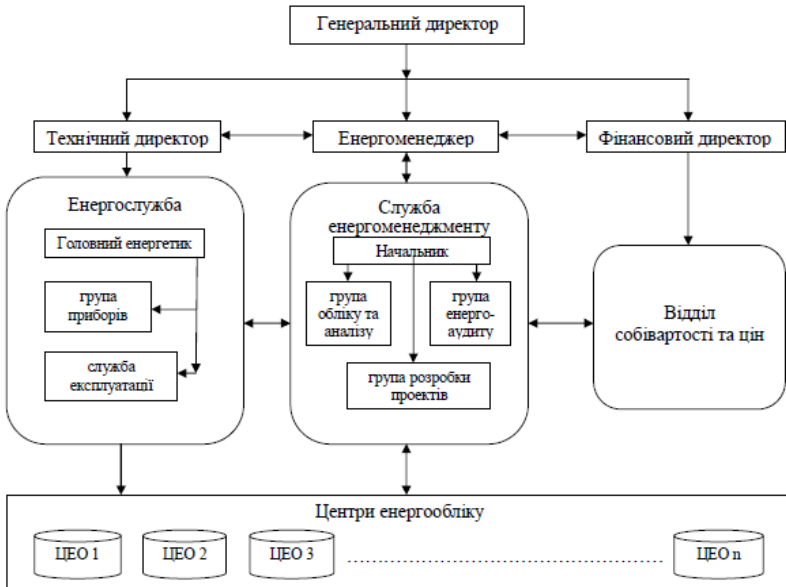 Генеральний директор
Технічний директор
Енергоменеджер
Фінансовий директор
Енергослужба
Головний енергетик
група
приборів
служба
експлуатації
Служба
енергоменеджменту
Начальник
група
обліку та
аналізу
група
енерго-
аудиту
група розробки
проектів
Відділ
собівартості та цін
Центри енергообліку
ЦЕО 1
ЦЕО 2
ЦЕО 3
ЦЕО n